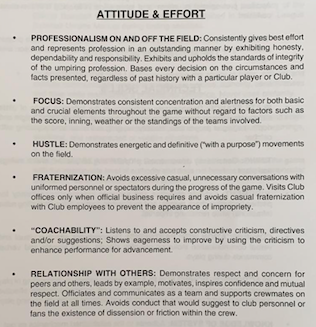 ATTITUDE & EFFORT
• PROFESSIONALISM ON AND OFF THE FIELD: Consistently gives best effort
and represents profession in an outstanding manner by exhibiting honesty,
dependability and responsibility. Exhibits and upholds the standards of integrity
of the umpiring profession. Bases every decision on the circumstances and
facts presented, regardless of past history with a particular player or Club.
• FOCUS: Demonstrates consistent concentration and alertness for both basic
and crucial elements throughout the game without regard to factors such as
the score, inning, weather or the standings of the teams involved.
• HUSTLE: Demonstrates energetic and definitive ("with a purpose") movements
on the field.
• FRATERNIZATION: Avoids excessive casual, unnecessary conversations with
uniformed personnel or spectators during the progress of the game. Visits Club
offices only when official business requires and avoids casual fraternization
with Club employees to prevent the appearance of impropriety.
• "COACHABILITY": Listens to and accepts constructive criticism, directives
and/or suggestions; Shows eagerness to improve by using the criticism to
enhance performance for advancement.
• RELATIONSHIP WITH OTHERS: Demonstrates respect and concern for
peers and others, leads by example, motivates, inspires confidence and mutual
respect. Officiates and communicates as a team and supports crewmates on
the field at all times. Avoids conduct that would suggest to club personnel or
fans the existence of dissension or friction within the crew.